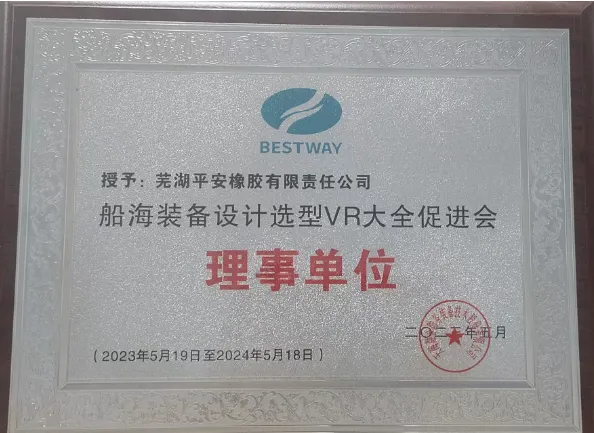 BESTWAY
授予：芜湖平安橡胶有限责任公司
船海装备设计选型VR大全促进会
理事单位
二〇二三年五月
（2023年5月19日至2024年5月18日）